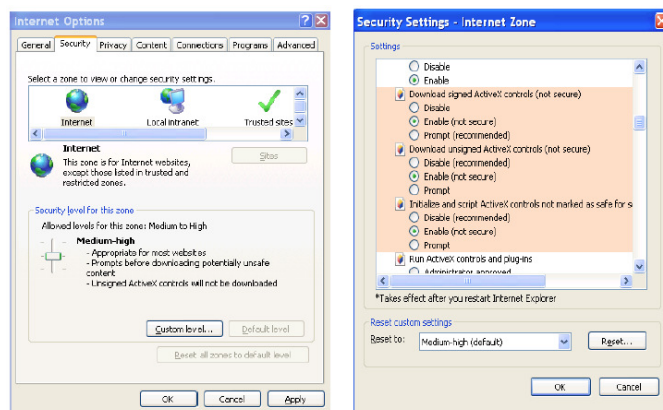 Internet Options
General Security Privacy Content Connections Programs Advanced
Select a zone to view or change security settings.
Internet Local intranet Trusted sites
Internet
Sites
This zone is for Internet websites,
except those listed in trusted and
restricted zones.
Security level for this zone
Allowed levels for this zone: Medium to High
Medium-high
- Appropriate for most websites
- Prompts before downloading potentially unsafe
content
- Unsigned ActiveX controls will not be downloaded
Custom level... Default level
Reset all zones to default level
OK Cancel Apply
Security Settings - Internet Zone
Settings
Disable
Enable
Download signed ActiveX controls (not secure)
Disable
Enable (not secure)
Prompt (recommended)
Download unsigned ActiveX controls (not secure)
Disable (recommended)
Enable (not secure)
Prompt
Initialize and script ActiveX controls not marked as safe for s
Disable (recommended)
Enable (not secure)
Prompt
Run ActiveX controls and plug-ins
Administrator approved
*Takes effect after you restart Internet Explorer
Reset custom settings
Reset to: Medium-high (default) Reset...
OK Cancel